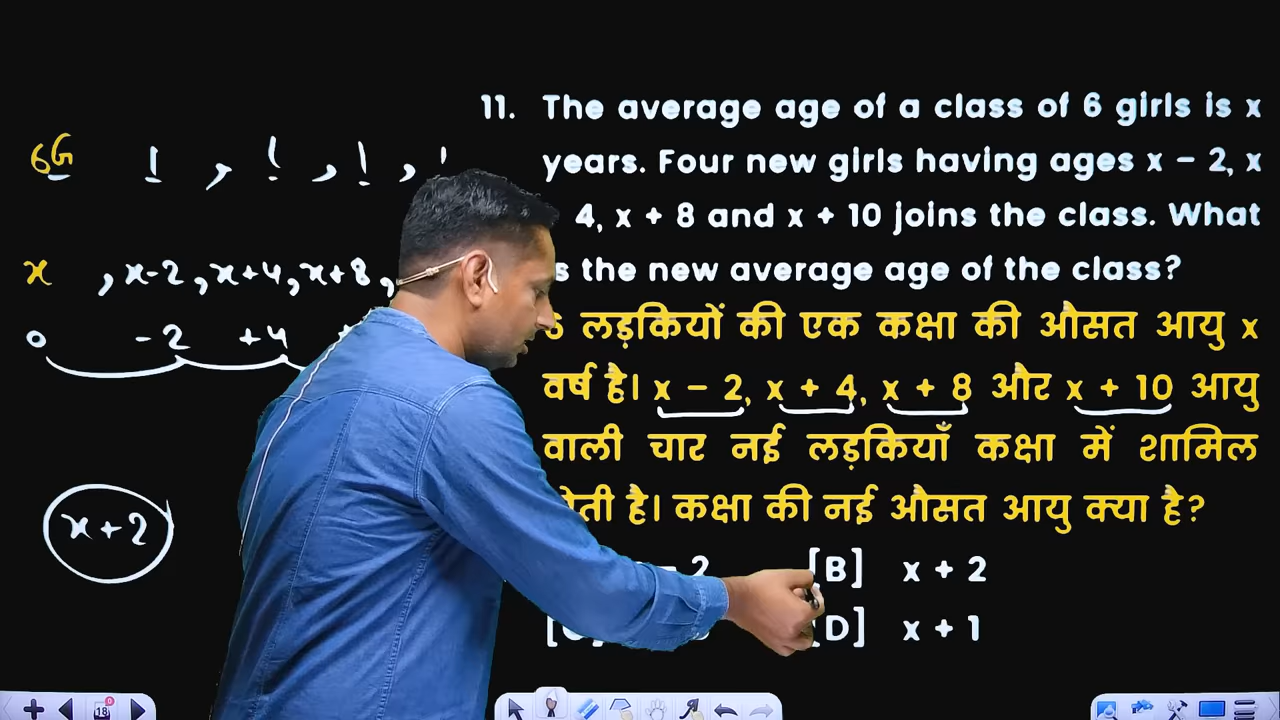 11. The average age of a class of 6 girls is x
years. Four new girls having ages x – 2, x
4, x + 8 and x + 10 joins the class. What
s the new average age of the class?
6 लड़कियों की एक कक्षा की औसत आयु x
वर्ष है। x – 2, x + 4, x + 8 और x + 10 आयु
वाली चार नई लड़कियाँ कक्षा में शामिल
ोती है। कक्षा की नई औसत आयु क्या है?
– 2 [B] x + 2
[D] x + 1
6G
x , x-2, x+4, x+8,
0 -2 +4
x+2
18